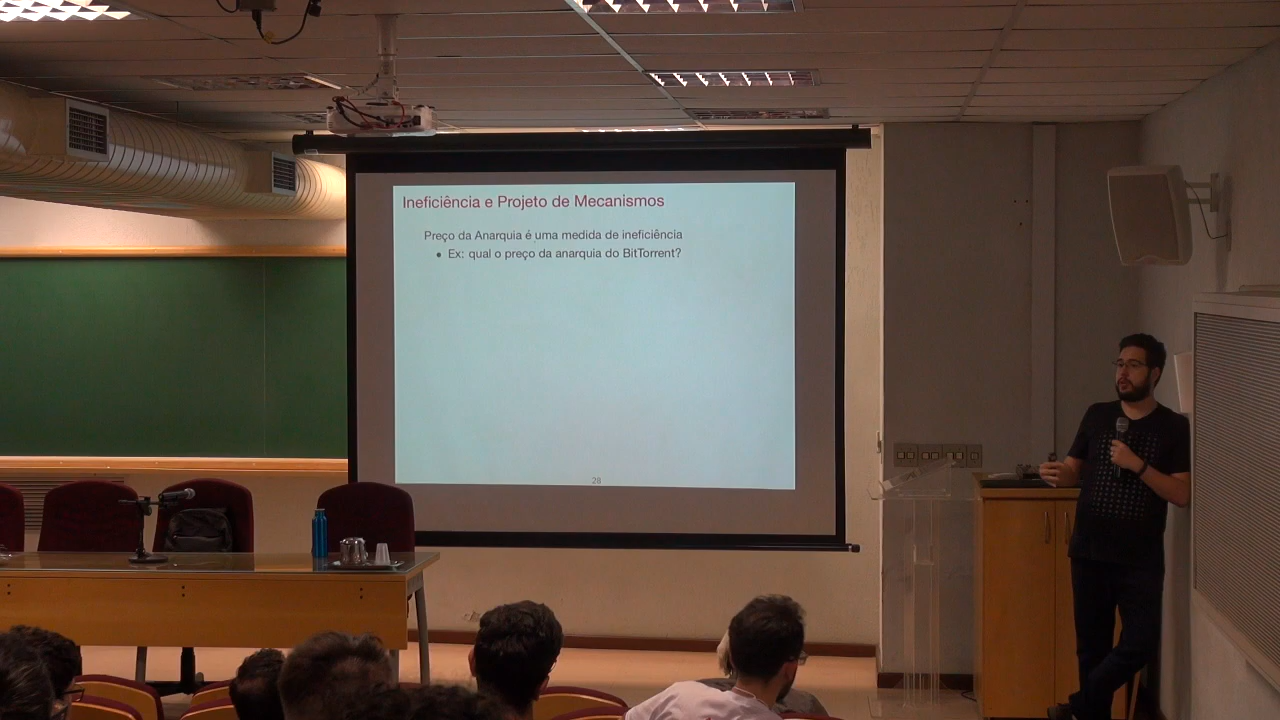 Ineficiência e Projeto de Mecanismos
Preço da Anarquia é uma medida de ineficiência
• Ex: qual o preço da anarquia do BitTorrent?
28